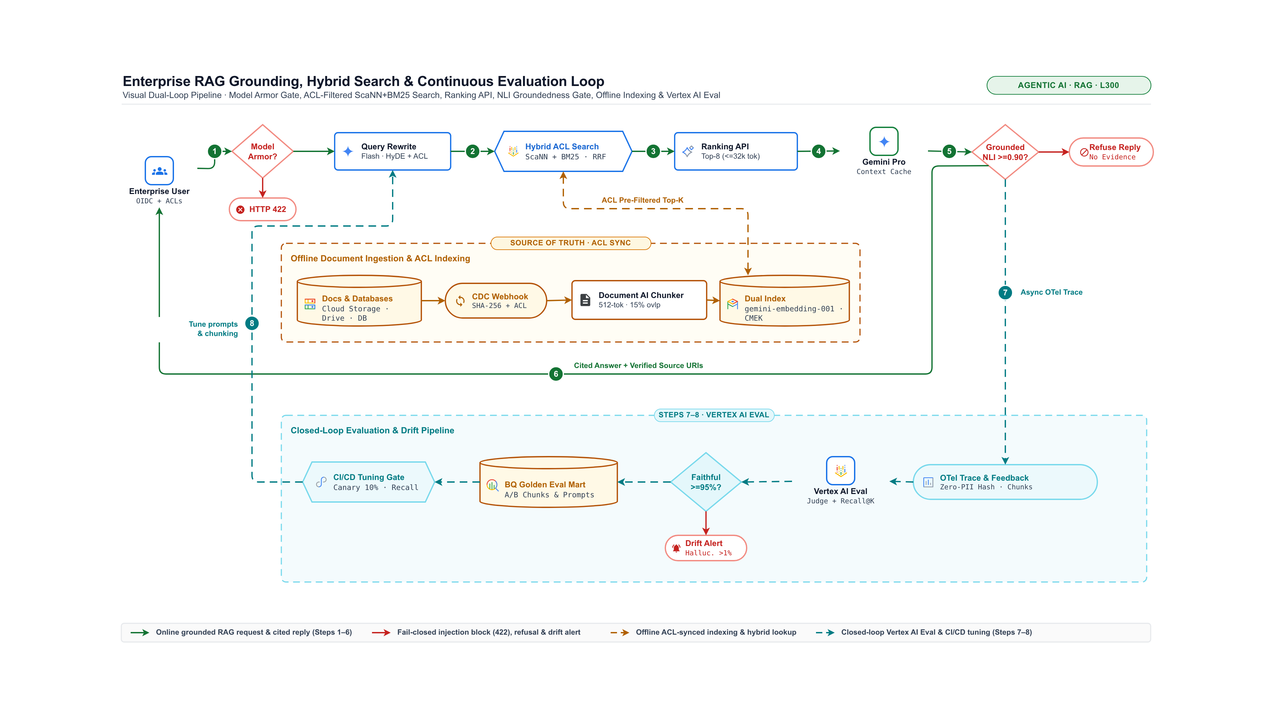 Enterprise RAG Grounding, Hybrid Search & Continuous Evaluation Loop
Visual Dual-Loop Pipeline · Model Armor Gate, ACL-Filtered ScaNN+BM25 Search, Ranking API, NLI Groundedness Gate, Offline Indexing & Vertex AI Eval
AGENTIC AI · RAG · L300
Enterprise User
OIDC + ACLs
1
Model
Armor?
HTTP 422
Query Rewrite
Flash · HyDE + ACL
2
Hybrid ACL Search
ScaNN + BM25 · RRF
3
Ranking API
Top-8 (<=32k tok)
4
Gemini Pro
Context Cache
5
Grounded
NLI >=0.90?
Refuse Reply
No Evidence
ACL Pre-Filtered Top-K
SOURCE OF TRUTH · ACL SYNC
Offline Document Ingestion & ACL Indexing
Docs & Databases
Cloud Storage ·
Drive · DB
CDC Webhook
SHA-256 + ACL
Document AI Chunker
512-tok · 15% ovlp
Dual Index
gemini-embedding-001 ·
CMEK
7
Async OTel Trace
Tune prompts
& chunking
8
Cited Answer + Verified Source URIs
6
STEPS 7–8 · VERTEX AI EVAL
Closed-Loop Evaluation & Drift Pipeline
CI/CD Tuning Gate
Canary 10% · Recall
BQ Golden Eval Mart
A/B Chunks & Prompts
Faithful
>=95%?
Drift Alert
Halluc. >1%
Vertex AI Eval
Judge + Recall@K
OTel Trace & Feedback
Zero-PII Hash · Chunks
Online grounded RAG request & cited reply (Steps 1–6)
Fail-closed injection block (422), refusal & drift alert
Offline ACL-synced indexing & hybrid lookup
Closed-loop Vertex AI Eval & CI/CD tuning (Steps 7–8)